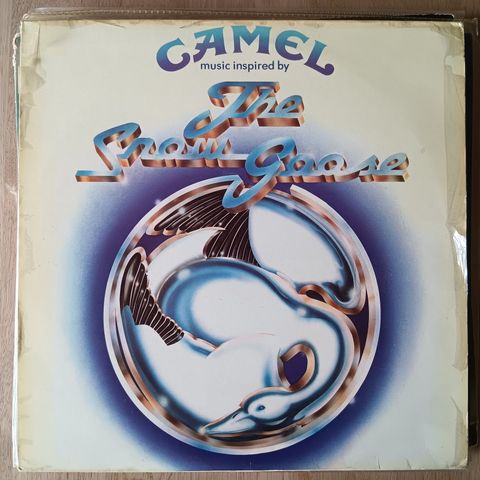 CAMEL
music inspired by
The
Snow Goose